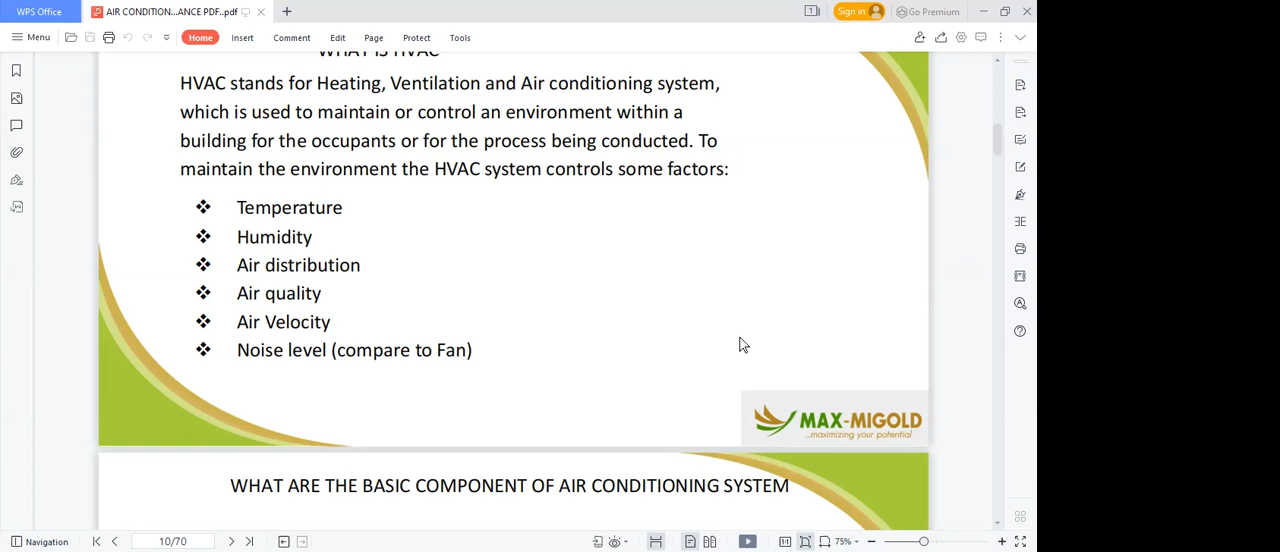 WPS Office
AIR CONDITION...ANCE PDF..pdf
Sign in
Go Premium
Menu
Home
Insert
Comment
Edit
Page
Protect
Tools
WHAT IS HVAC
HVAC stands for Heating, Ventilation and Air conditioning system,
which is used to maintain or control an environment within a
building for the occupants or for the process being conducted. To
maintain the environment the HVAC system controls some factors:
Temperature
Humidity
Air distribution
Air quality
Air Velocity
Noise level (compare to Fan)
MAX-MIGOLD
...maximizing your potential
WHAT ARE THE BASIC COMPONENT OF AIR CONDITIONING SYSTEM
Navigation
10/70
75%